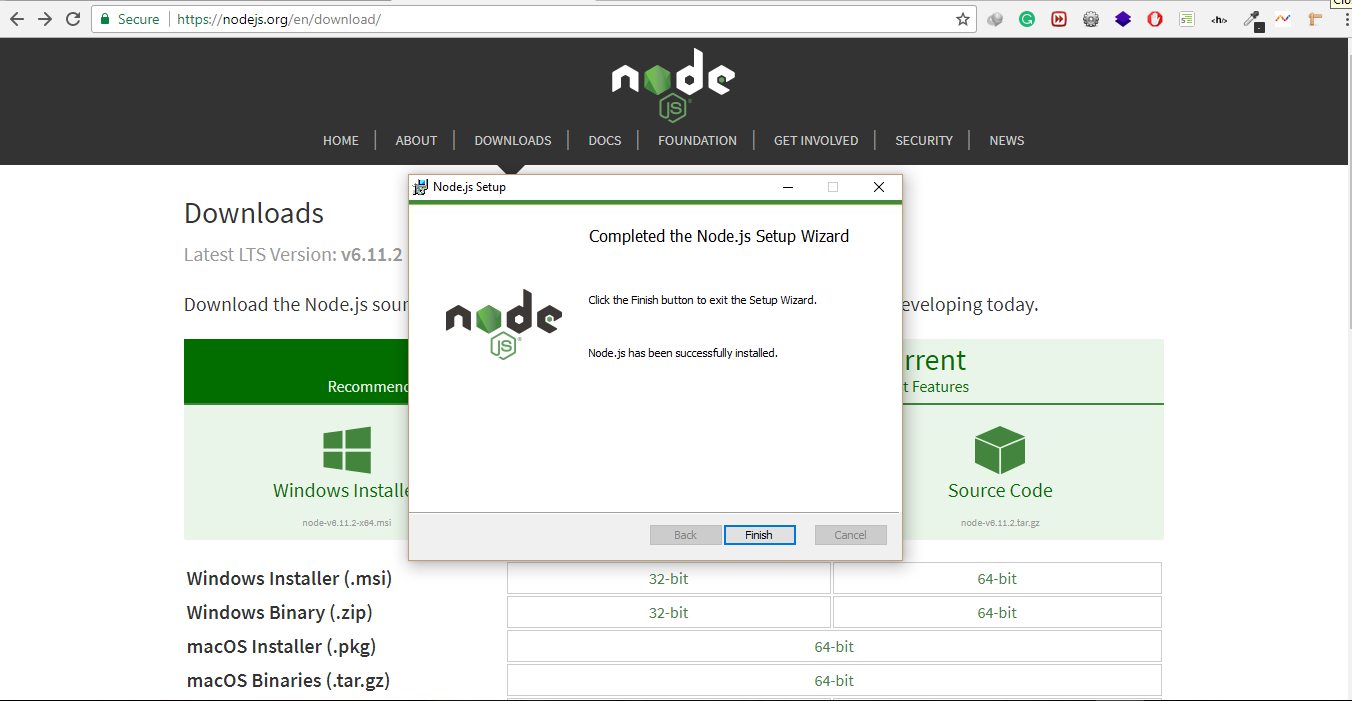 Clo
Secure https://nodejs.org/en/download/
<h/>
node
JS
HOME ABOUT DOWNLOADS DOCS FOUNDATION GET INVOLVED SECURITY NEWS
Downloads
Latest LTS Version: v6.11.2
Download the Node.js sour
eveloping today.
Recommend
rrent
t Features
Windows Installe
node-v6.11.2-x64.msi
Source Code
node-v6.11.2.tar.gz
Node.js Setup
Completed the Node.js Setup Wizard
node
JS
Click the Finish button to exit the Setup Wizard.
Node.js has been successfully installed.
Back Finish Cancel
Windows Installer (.msi) 32-bit 64-bit
Windows Binary (.zip) 32-bit 64-bit
macOS Installer (.pkg) 64-bit
macOS Binaries (.tar.gz) 64-bit